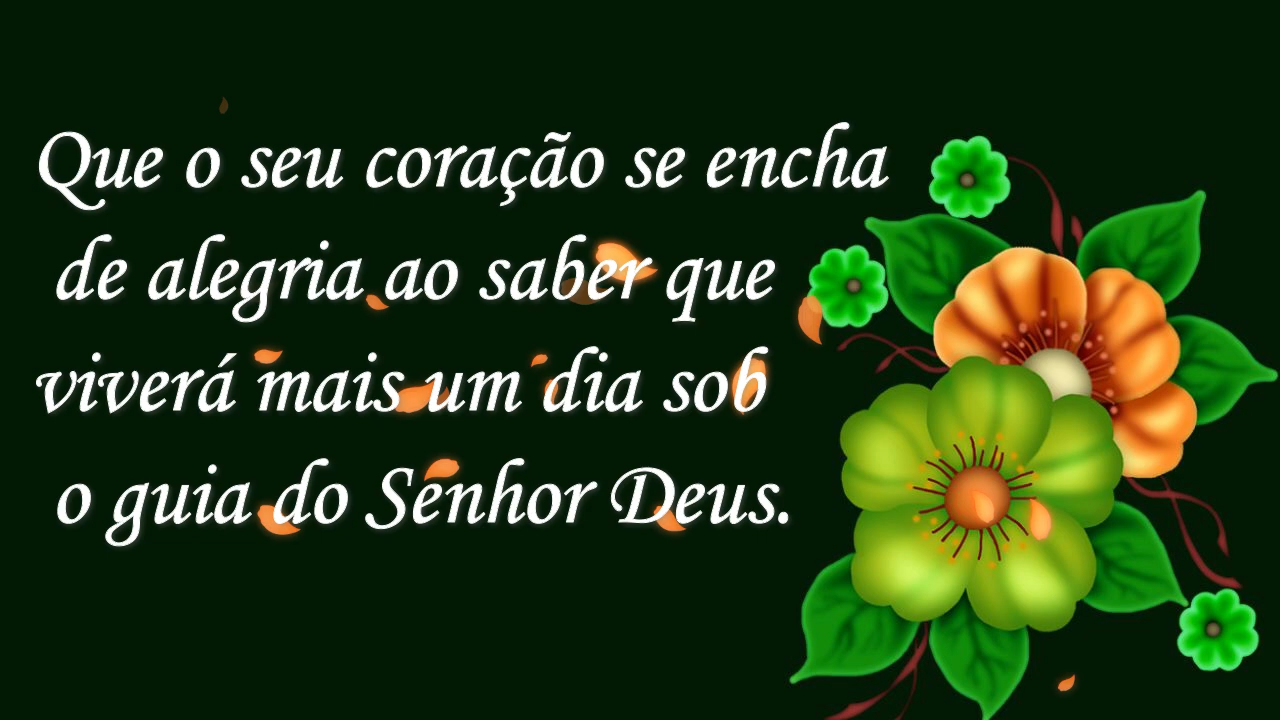 Que o seu coração se encha
de alegria ao saber que
viverá mais um dia sob
o guia do Senhor Deus.